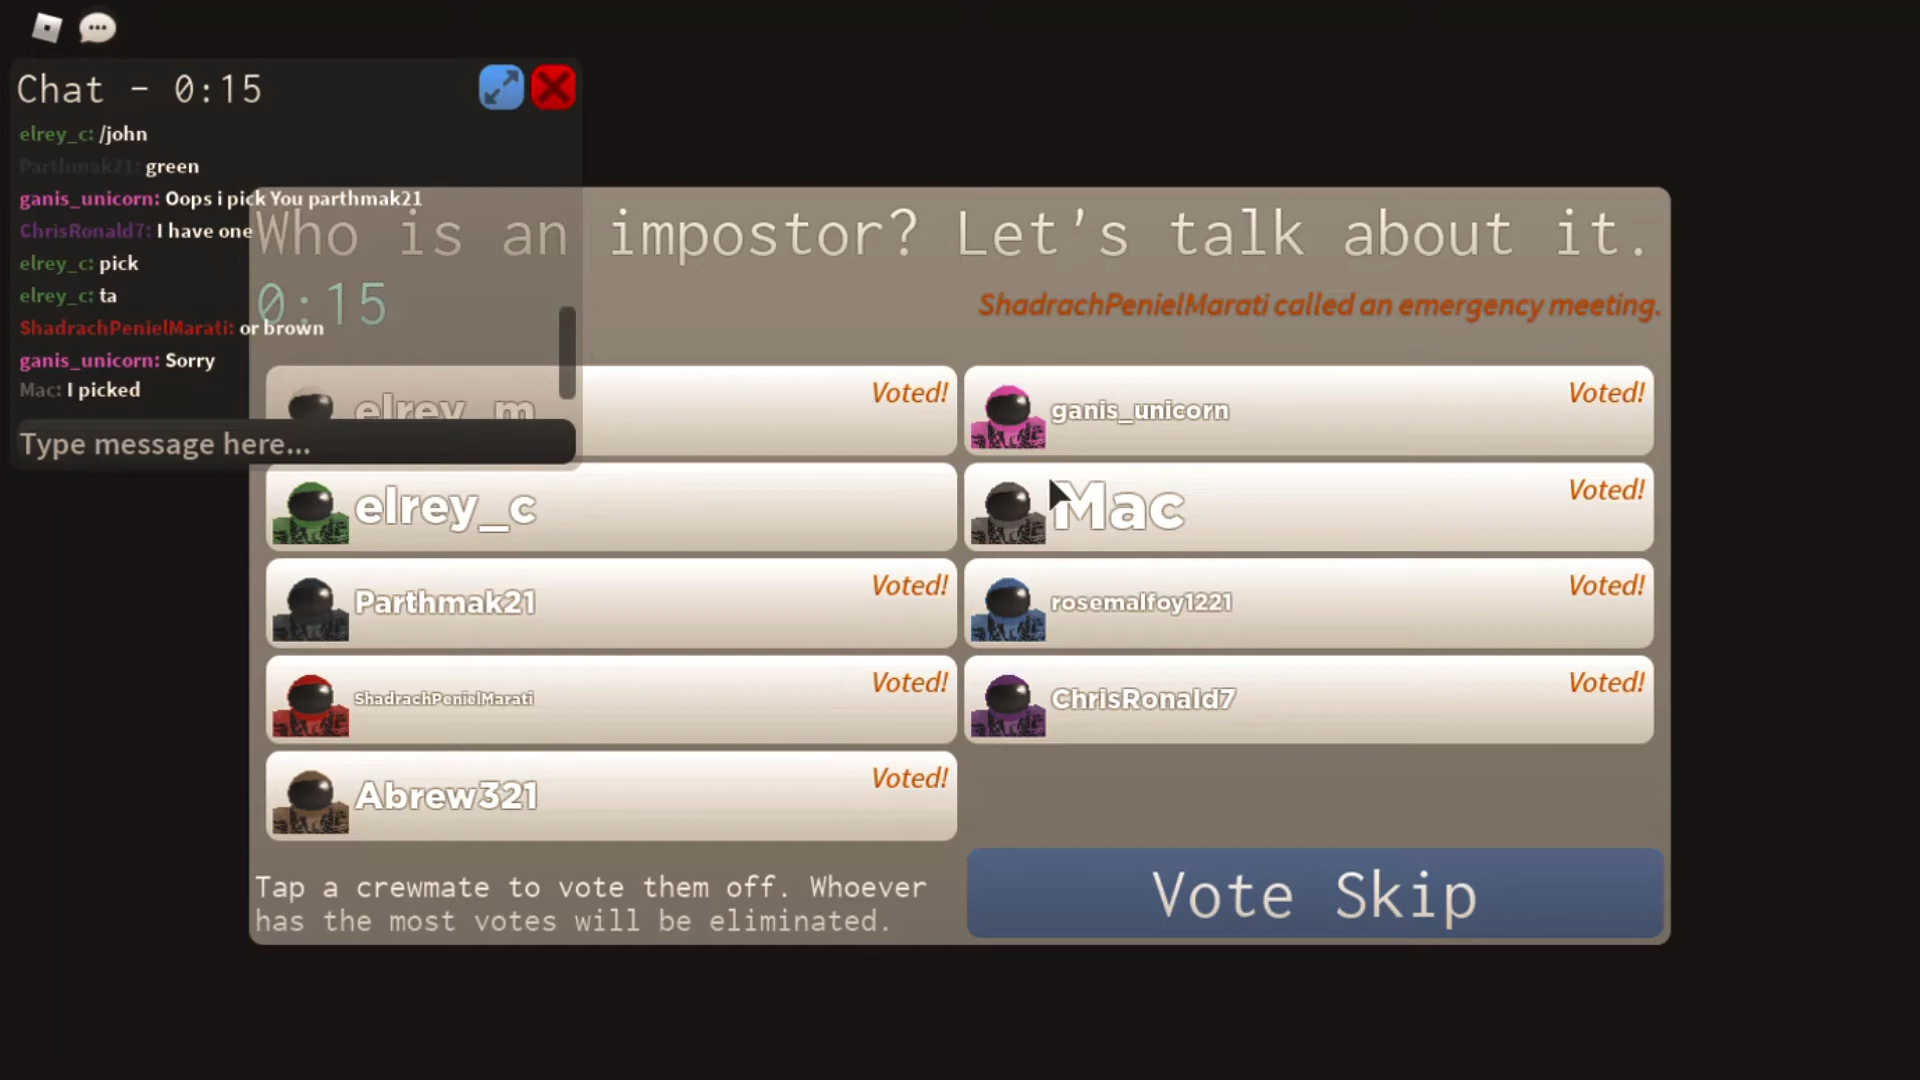 Chat - 0:15
elrey_c: /john
Parthmak21: green
ganis_unicorn: Oops i pick You parthmak21
ChrisRonald7: I have one
elrey_c: pick
elrey_c: ta
ShadrachPenielMarati: or brown
ganis_unicorn: Sorry
Mac: I picked
Type message here...
Who is an impostor? Let's talk about it.
0:15
ShadrachPenielMarati called an emergency meeting.
elrey_m Voted!
ganis_unicorn Voted!
elrey_c
Mac Voted!
Parthmak21 Voted!
rosemalfoy1221 Voted!
ShadrachPenielMarati Voted!
ChrisRonald7 Voted!
Abrew321 Voted!
Tap a crewmate to vote them off. Whoever
has the most votes will be eliminated.
Vote Skip